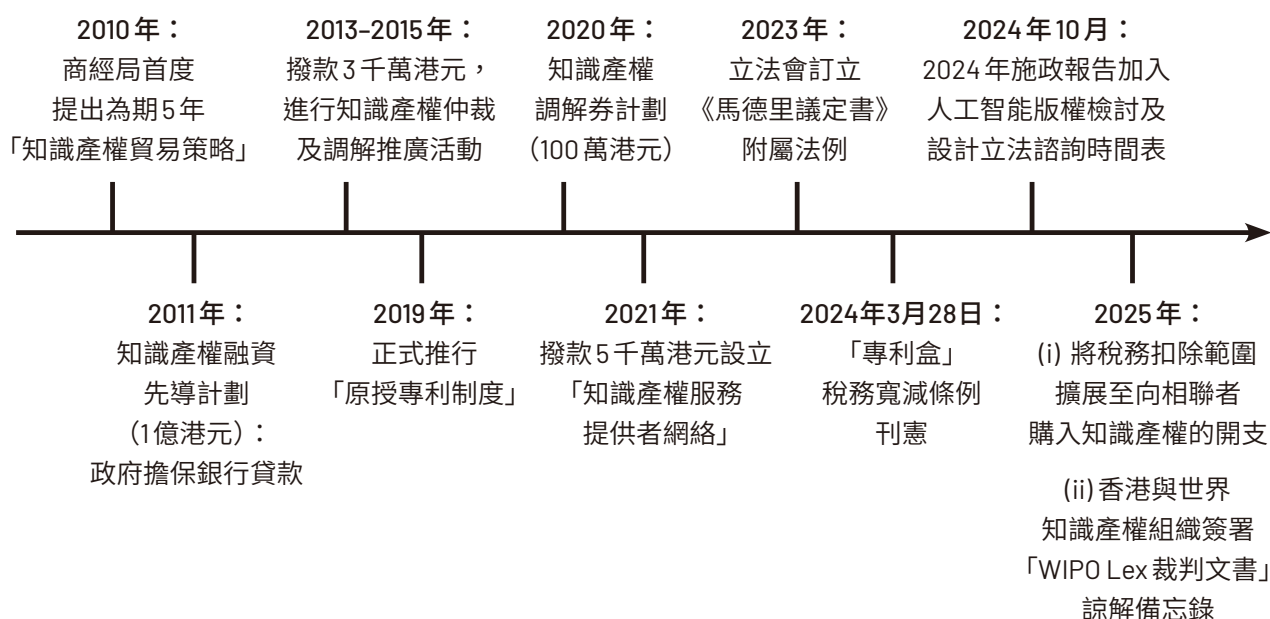 2010年：
商經局首度
提出為期5年
「知識產權貿易策略」
2013–2015年：
撥款3千萬港元，
進行知識產權仲裁
及調解推廣活動
2020年：
知識產權
調解券計劃
（100萬港元）
2023年：
立法會訂立
《馬德里議定書》
附屬法例
2024年10月：
2024年施政報告加入
人工智能版權檢討及
設計立法諮詢時間表
2011年：
知識產權融資
先導計劃
（1億港元）：
政府擔保銀行貸款
2019年：
正式推行
「原授專利制度」
2021年：
撥款5千萬港元設立
「知識產權服務
提供者網絡」
2024年3月28日：
「專利盒」
稅務寬減條例
刊憲
2025年：
(i) 將稅務扣除範圍
擴展至向相聯者
購入知識產權的開支
(ii) 香港與世界
知識產權組織簽署
「WIPO Lex裁判文書」
諒解備忘錄